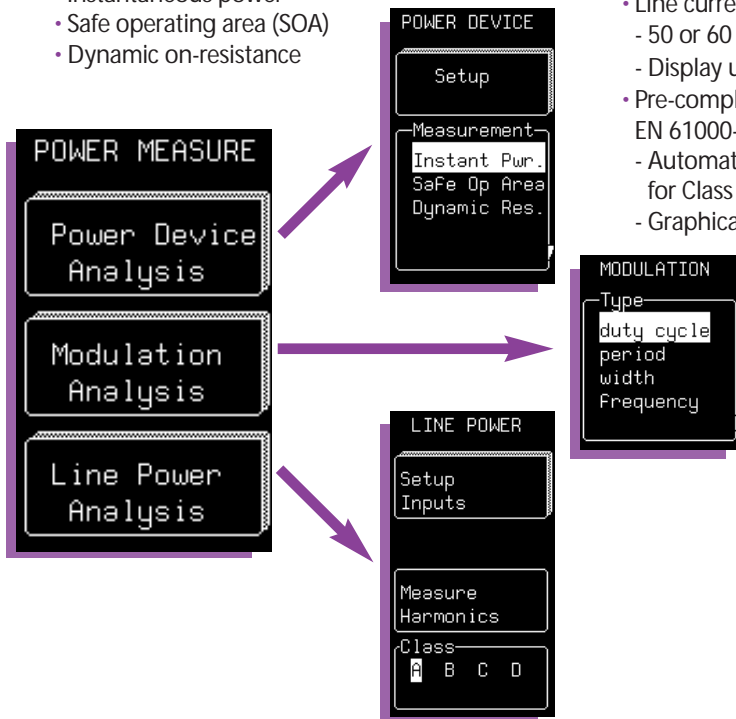 • Safe operating area (SOA)
• Dynamic on-resistance
POWER MEASURE
Power Device
Analysis
Modulation
Analysis
Line Power
Analysis
POWER DEVICE
Setup
Measurement
Instant Pwr.
Safe Op Area
Dynamic Res.
- 50 or 60
- Display
• Pre-compl
EN 61000-
- Automat
for Class
- Graphica
MODULATION
Type
duty cycle
period
width
Frequency
LINE POWER
Setup
Inputs
Measure
Harmonics
Class
A B C D